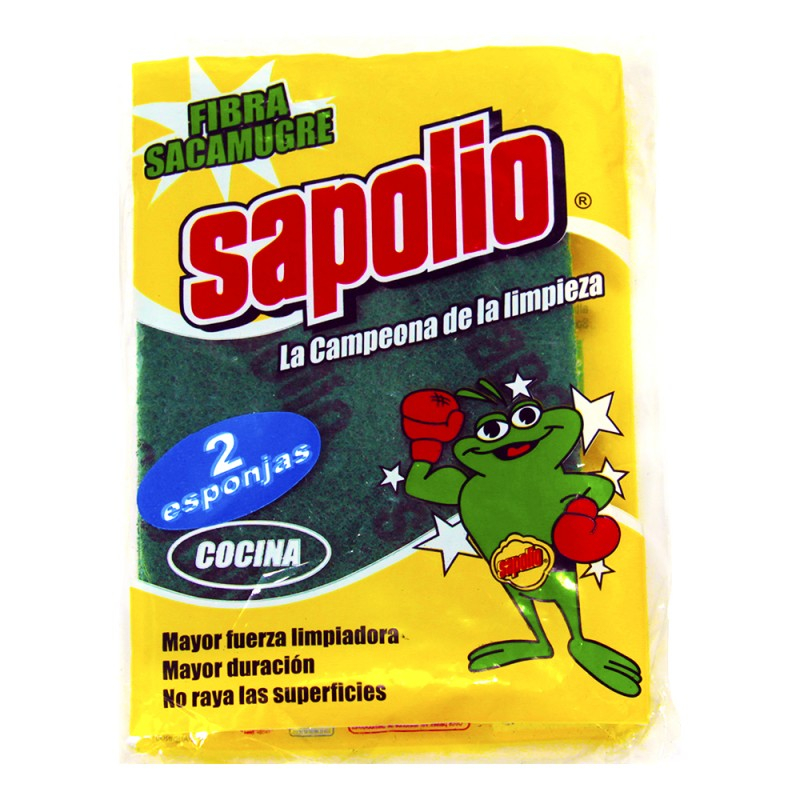 FIBRA
SACAMUGRE
sapolio ®
La Campeona de la limpieza
2
esponjas
COCINA
sapolio
Mayor fuerza limpiadora
Mayor duración
No raya las superficies